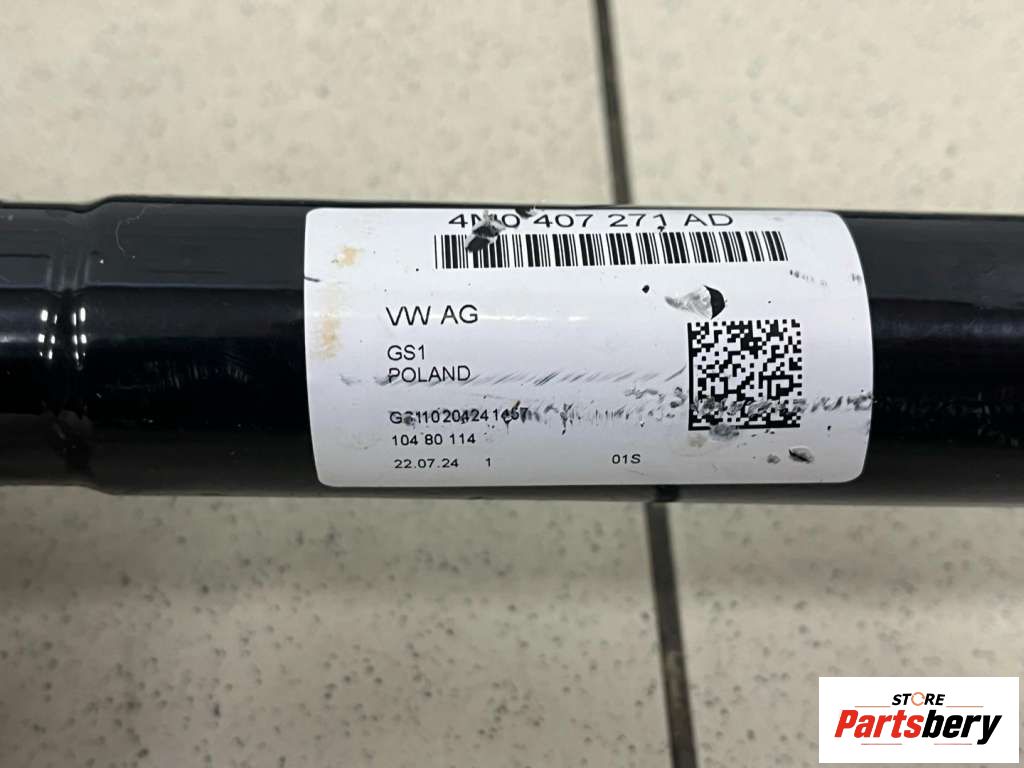 4M0 407 271 AD
VW AG
GS1
POLAND
104 80 114
22.07.24 1 01S
STORE
Partsbery